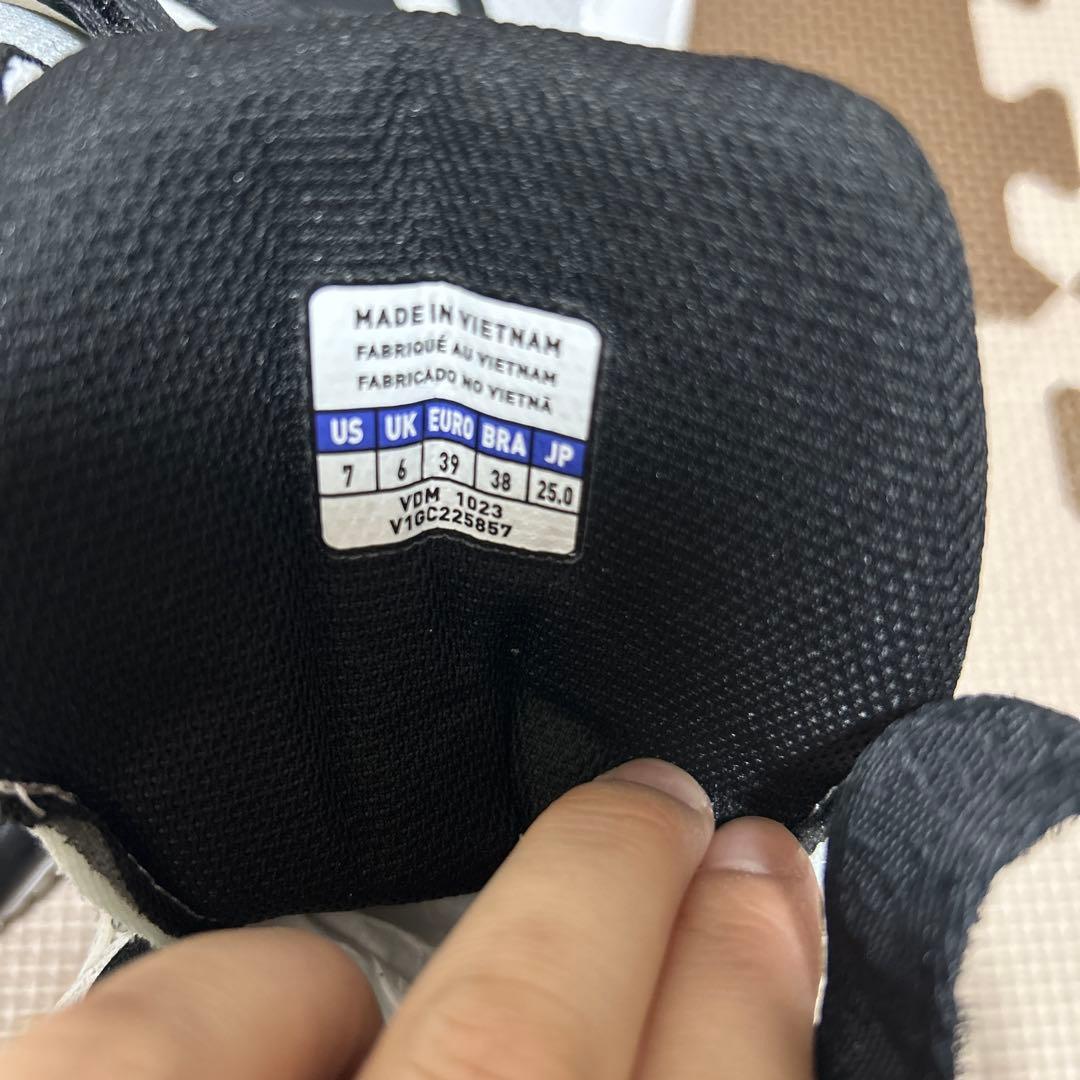 MADE IN VIETNAM
FABRIQUÉ AU VIETNAM
FABRICADO NO VIETNÃ
US UK EURO BRA JP
7 6 39 38 25.0
VDM 1023
V1GC225857